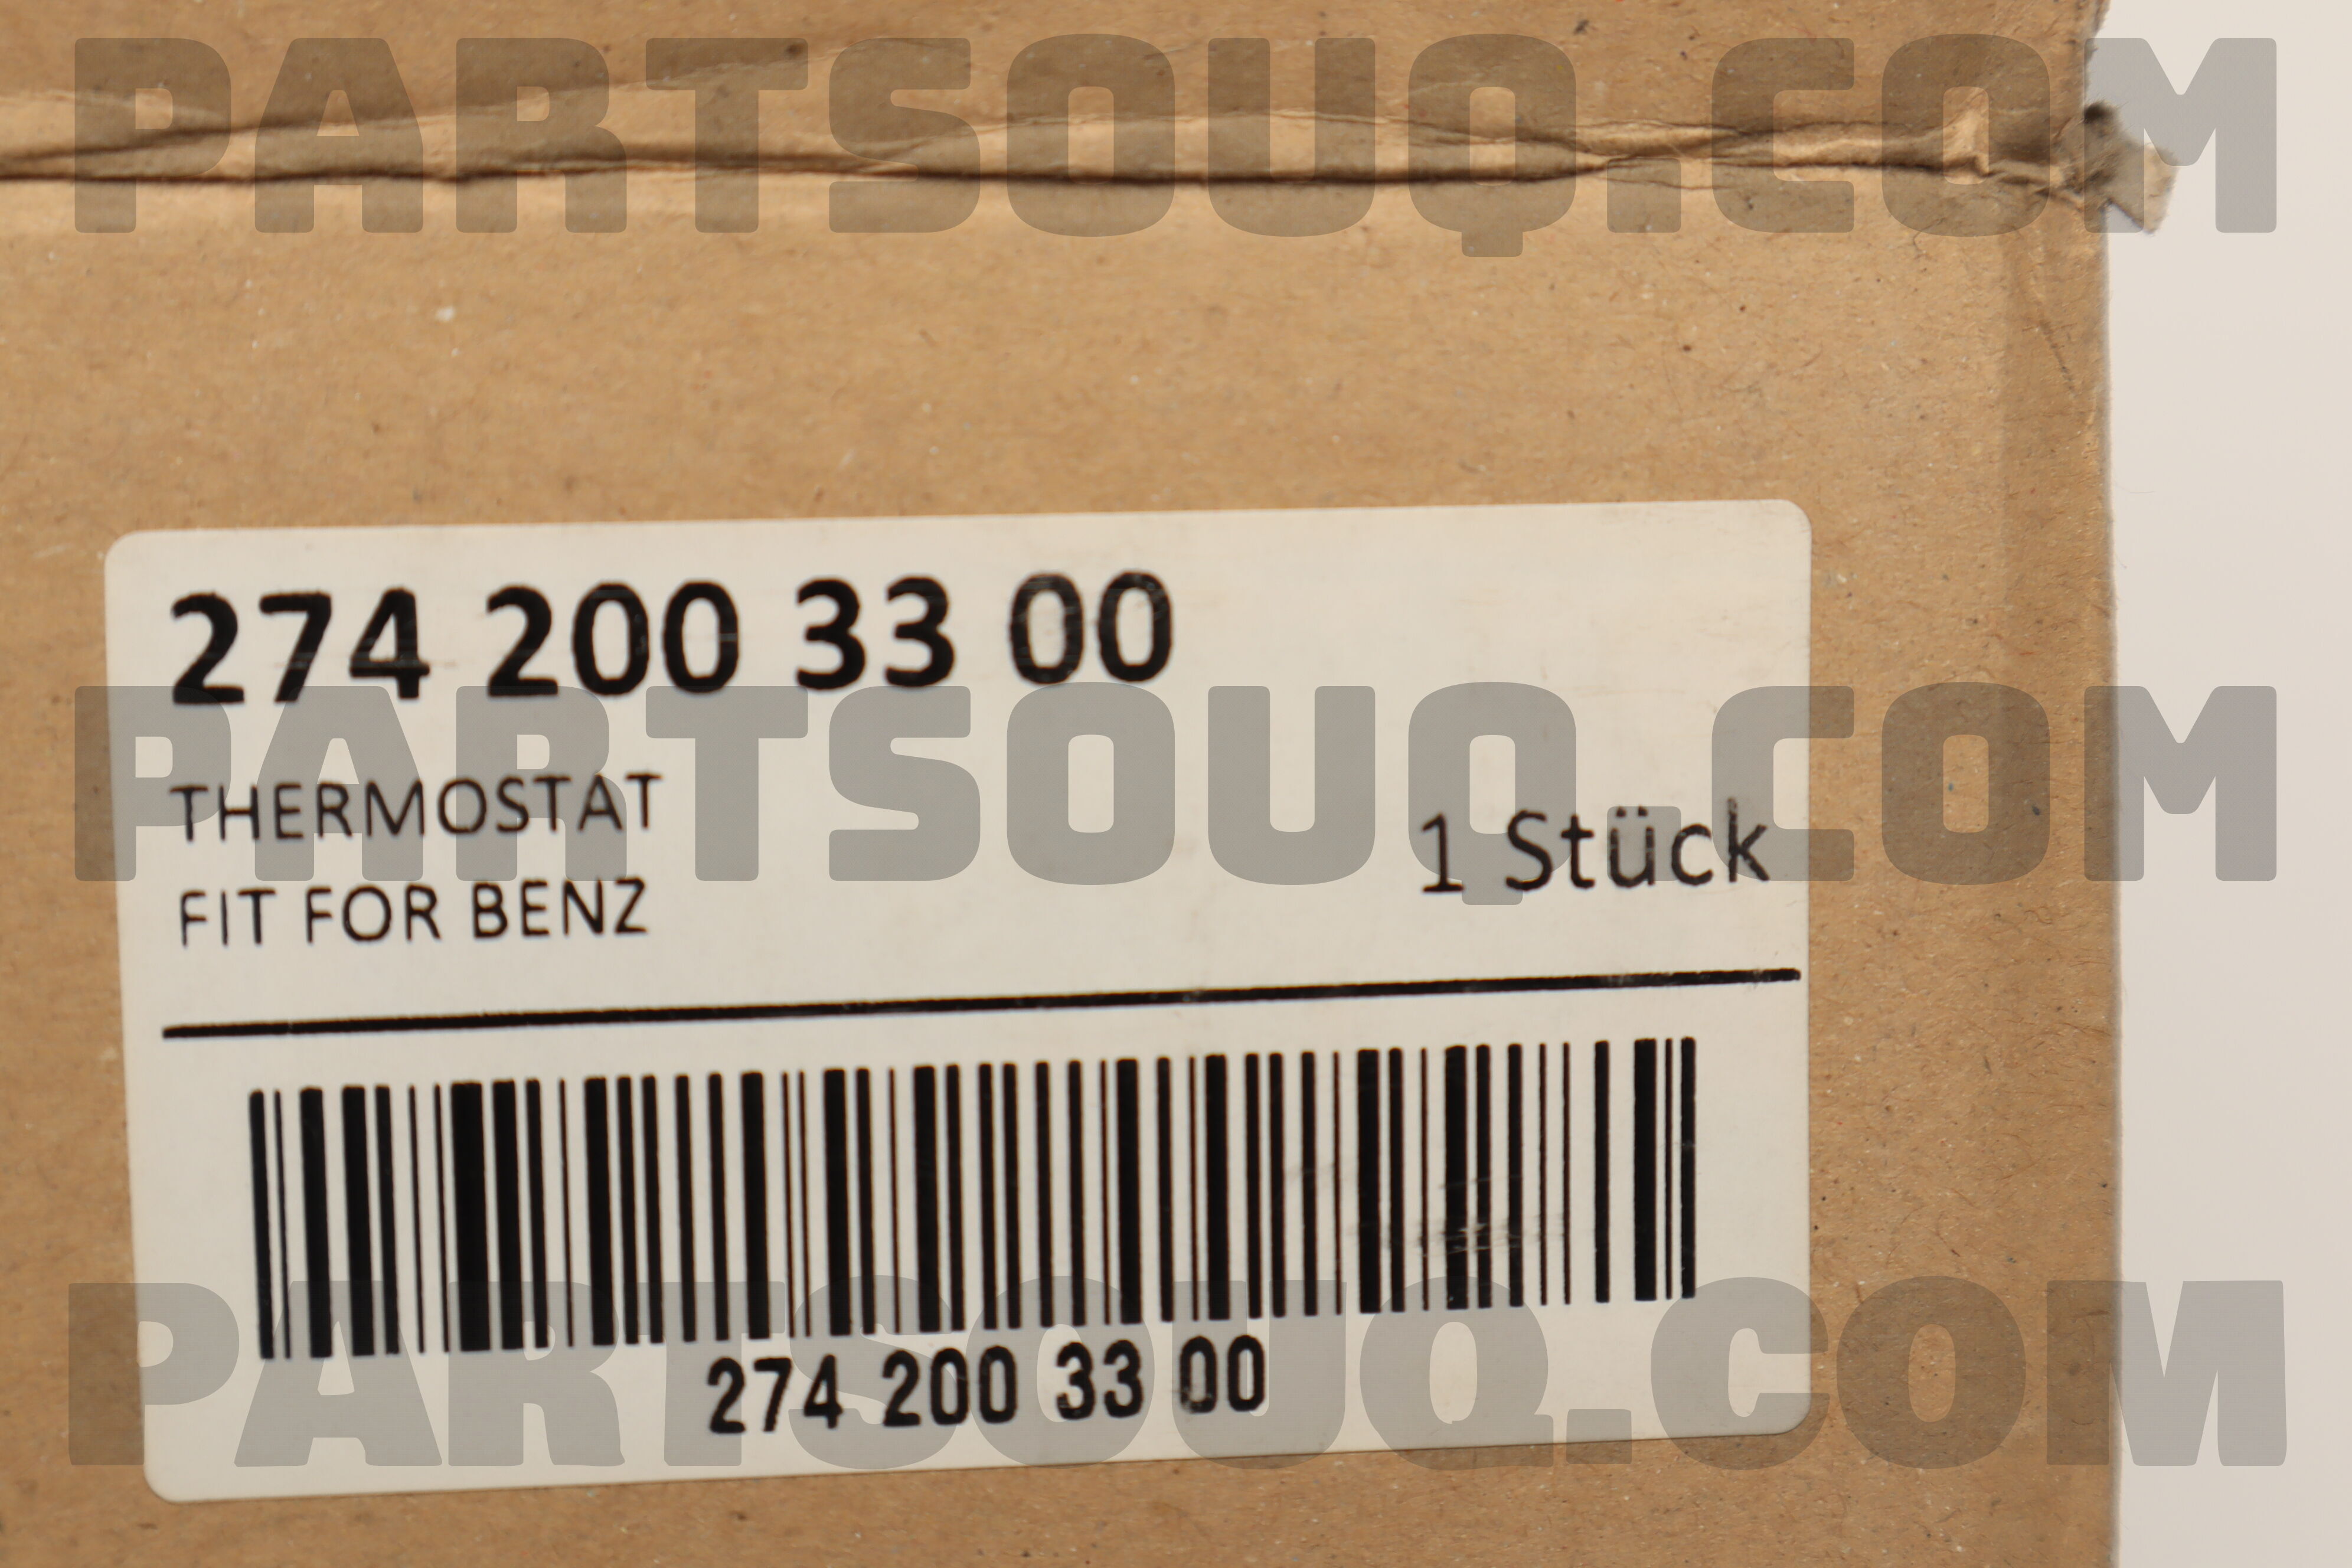 PARTSOUQ.COM
274 200 33 00
PARTSOUQ.COM
THERMOSTAT
1 Stück
FIT FOR BENZ
274 200 33 00
PARTSOUQ.COM